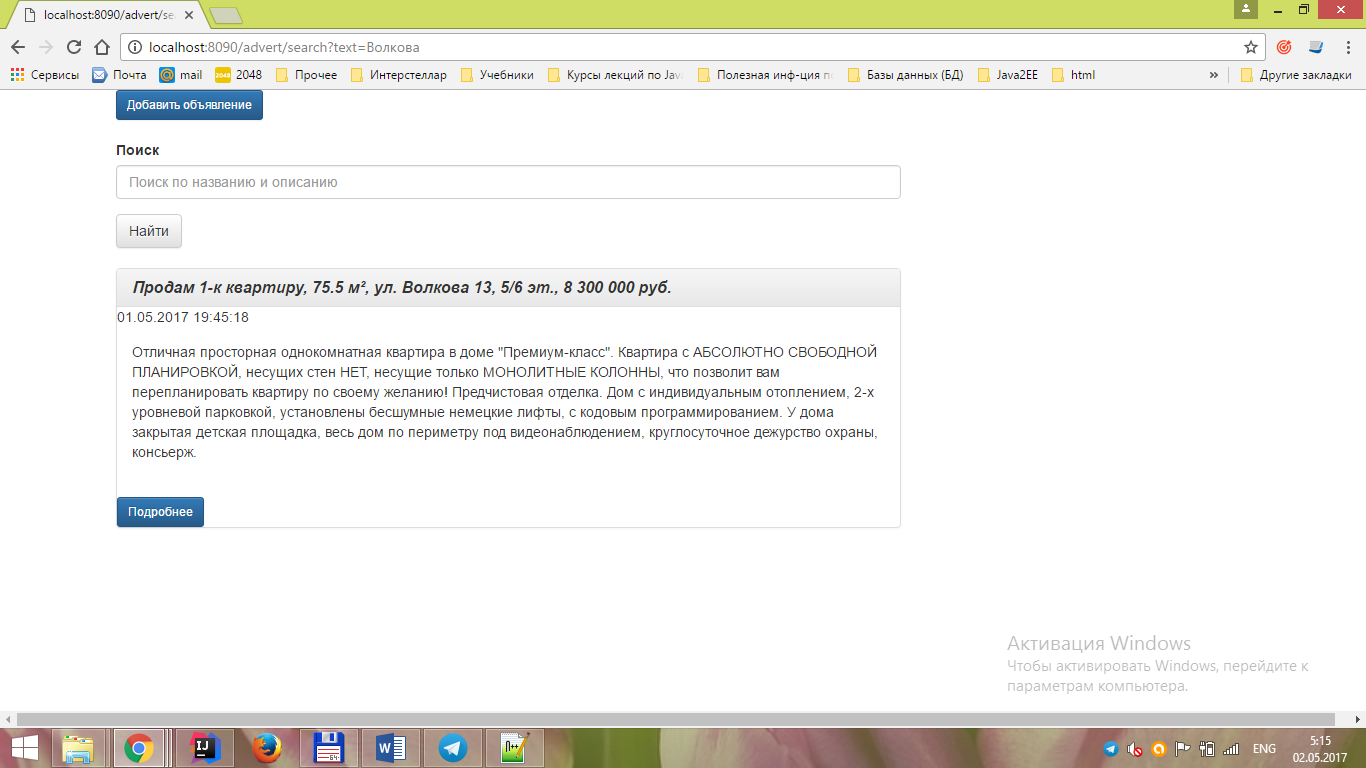 localhost:8090/advert/se
localhost:8090/advert/search?text=Волкова
Сервисы Почта mail 2048 Прочее Интерстеллар Учебники Курсы лекций по Java Полезная инф-ция по Базы данных (БД) Java2EE html » Другие закладки
Добавить объявление
Поиск
Поиск по названию и описанию
Найти
Продам 1-к квартиру, 75.5 м², ул. Волкова 13, 5/6 эт., 8 300 000 руб.
01.05.2017 19:45:18
Отличная просторная однокомнатная квартира в доме "Премиум-класс". Квартира с АБСОЛЮТНО СВОБОДНОЙ
ПЛАНИРОВКОЙ, несущих стен НЕТ, несущие только МОНОЛИТНЫЕ КОЛОННЫ, что позволит вам
перепланировать квартиру по своему желанию! Предчистовая отделка. Дом с индивидуальным отоплением, 2-х
уровневой парковкой, установлены бесшумные немецкие лифты, с кодовым программированием. У дома
закрытая детская площадка, весь дом по периметру под видеонаблюдением, круглосуточное дежурство охраны,
консьерж.
Подробнее
Активация Windows
Чтобы активировать Windows, перейдите к
параметрам компьютера.
ENG
5:15
02.05.2017